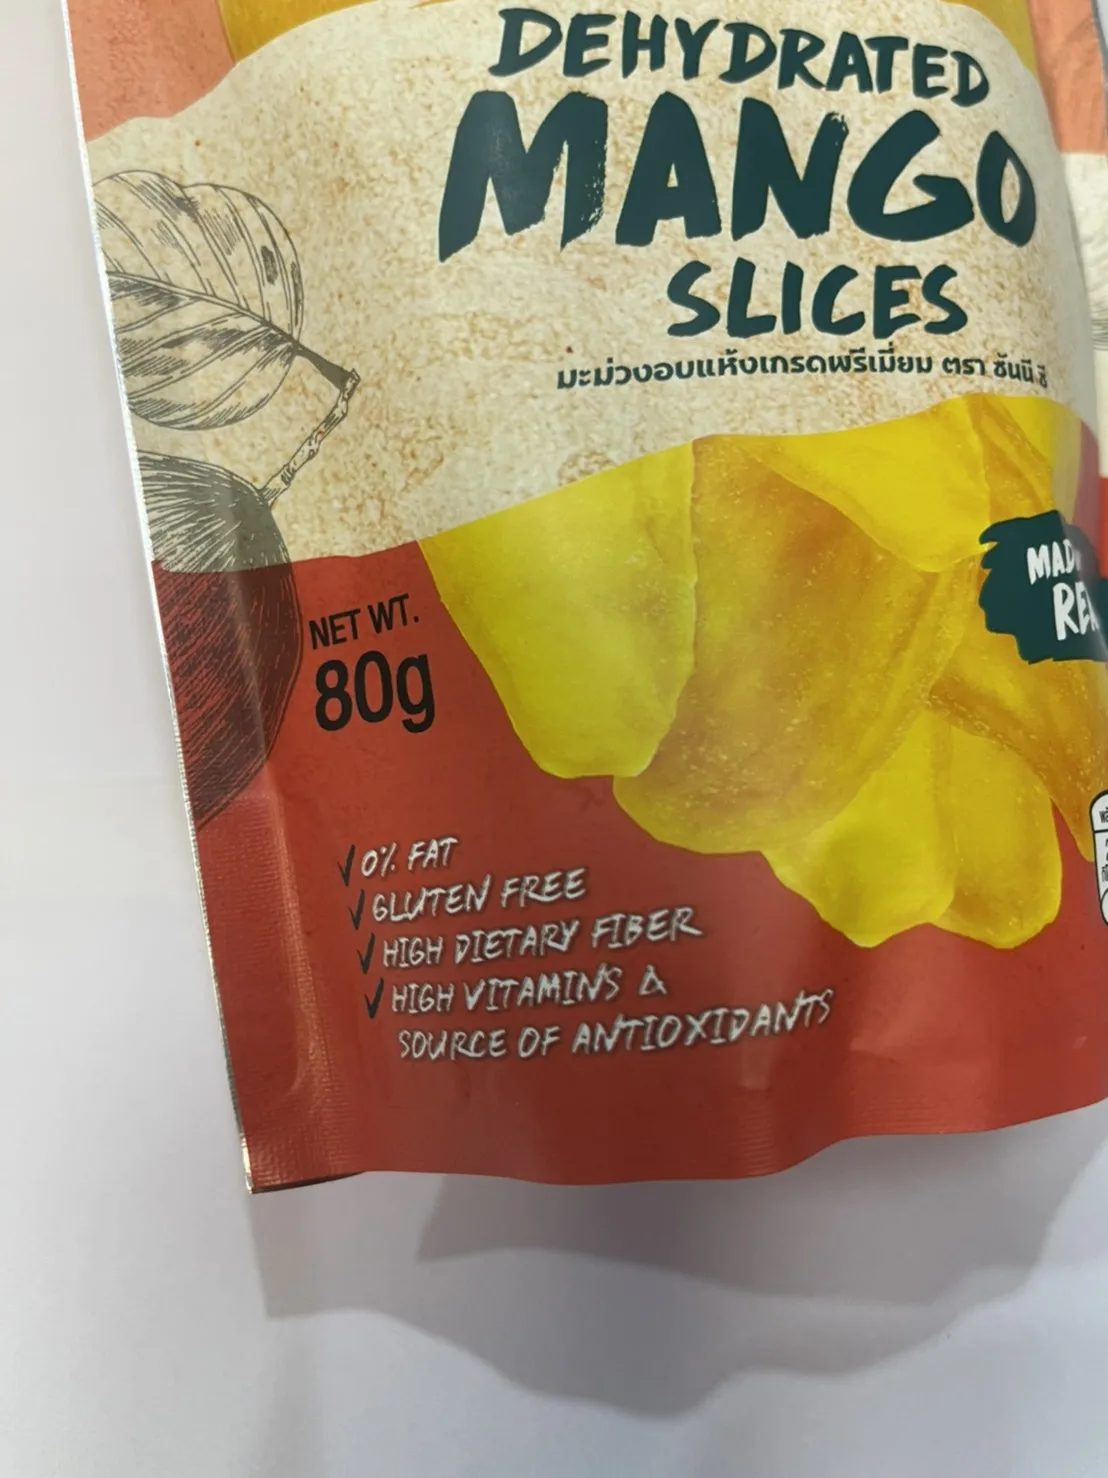 DEHYDRATED
MANGO
SLICES
มะม่วงอบแห้งเกรดพรีเมี่ยม ตรา ซันนี ซี
NET WT.
80g
✓ 0% FAT
✓ GLUTEN FREE
✓ HIGH DIETARY FIBER
✓ HIGH VITAMINS &
SOURCE OF ANTIOXIDANTS